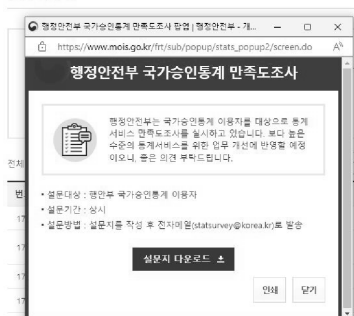 행정안전부 국가승인통계 만족도조사 팝업 | 행정안전부 - 개...
https://www.mois.go.kr/frt/sub/popup/stats_popup2/screen.do
행정안전부 국가승인통계 만족도조사
행정안전부는 국가승인통계 이용자를 대상으로 통계
서비스 만족도조사를 실시하고 있습니다. 보다 높은
수준의 통계서비스를 위한 업무 개선에 반영할 예정
이오니, 좋은 의견 부탁드립니다.
전체
번
• 설문대상 : 행안부 국가승인통계 이용자
• 설문기간 : 상시
• 설문방법 : 설문지를 작성 후 전자메일(statsurvey@korea.kr)로 발송
17
17
17
17
설문지 다운로드
인쇄
닫기